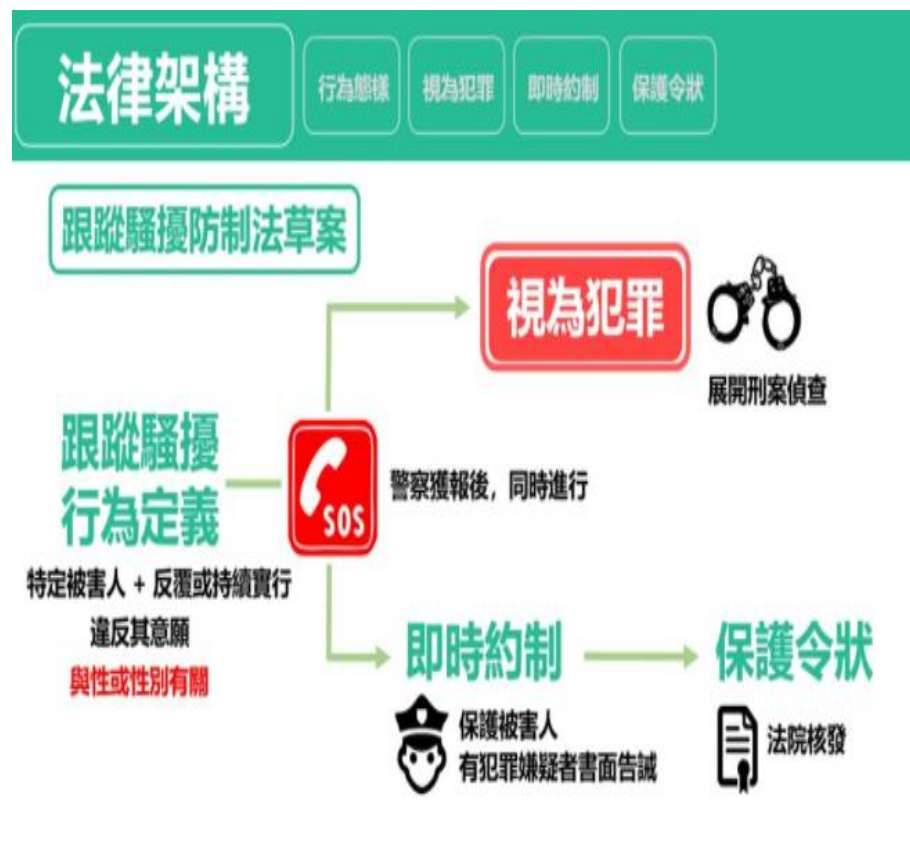 法律架構
行為態樣
視為犯罪
即時約制
保護令狀
跟蹤騷擾防制法草案
視為犯罪
展開刑案偵查
跟蹤騷擾
行為定義
特定被害人 + 反覆或持續實行
違反其意願
與性或性別有關
SOS
警察獲報後，同時進行
即時約制
保護被害人
有犯罪嫌疑者書面告誡
保護令狀
法院核發